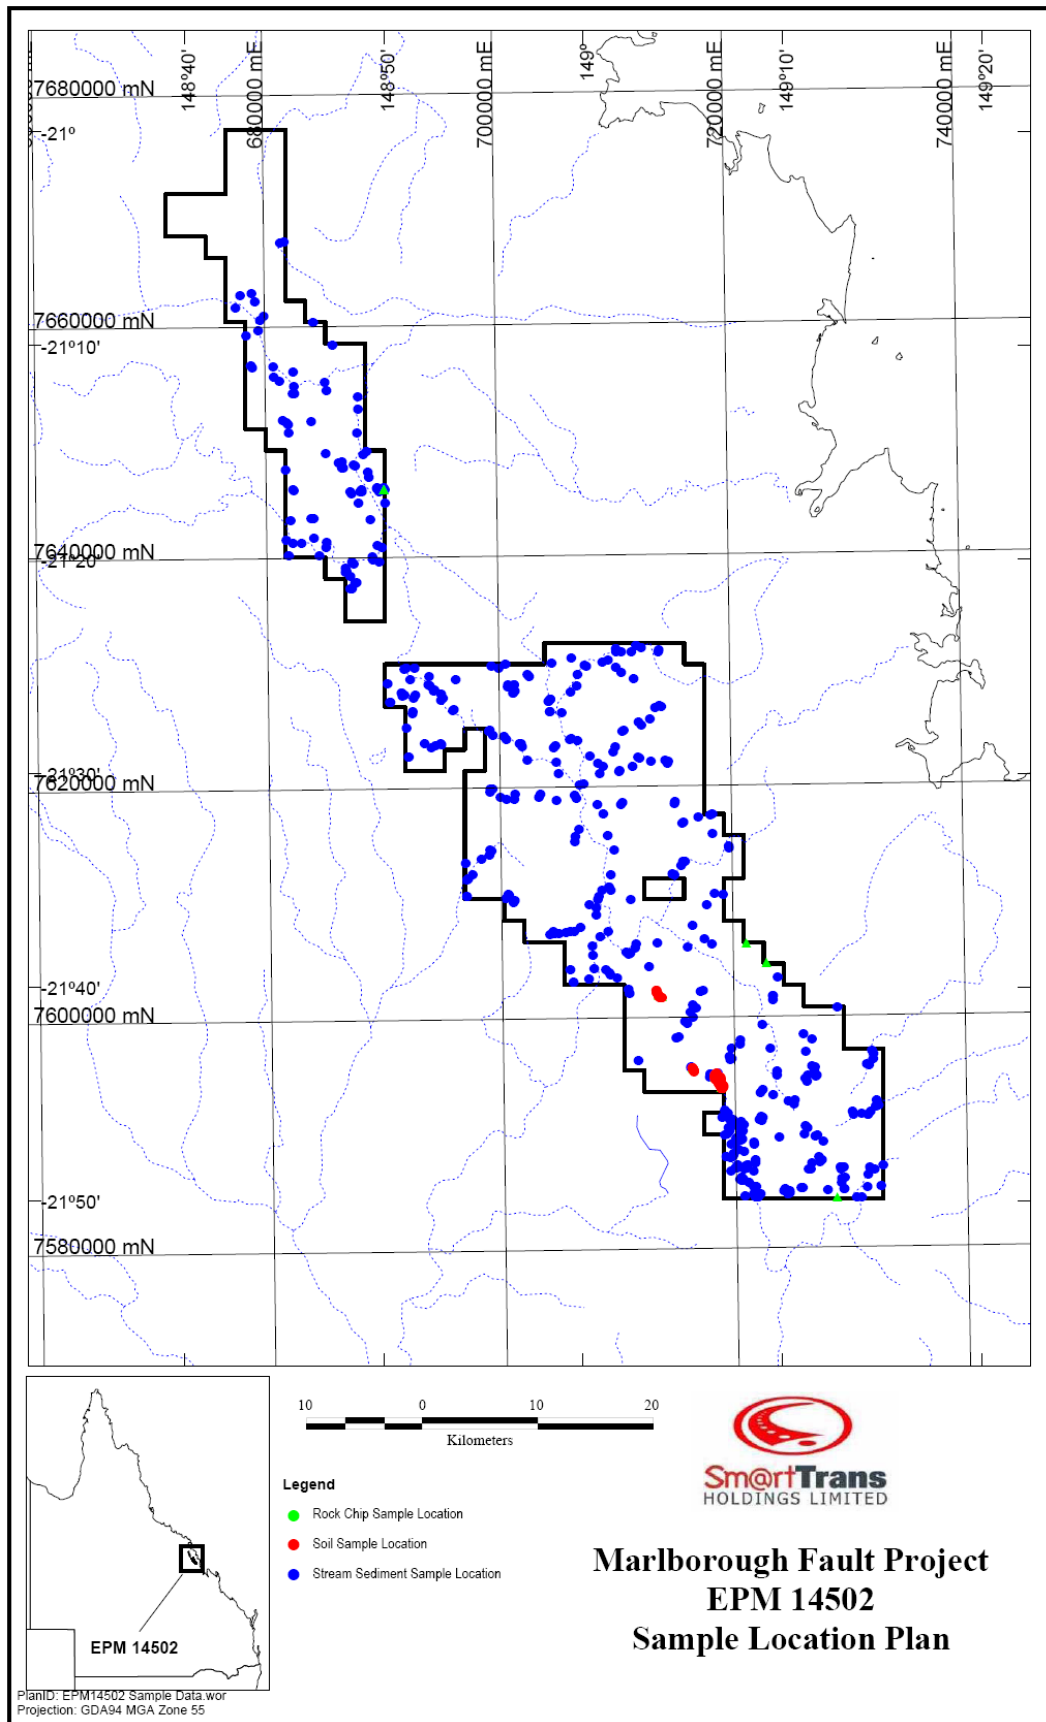 148°40'
680000 mE
148°50'
700000 mE
149°
720000 mE
149°10'
740000 mE
149°20'
7680000 mN
-21°
7660000 mN
-21°10'
7640000 mN
-21°20'
-21°30'
7620000 mN
-21°40'
7600000 mN
-21°50'
7580000 mN
10 0 10 20
Kilometers
Legend
Rock Chip Sample Location
Soil Sample Location
Stream Sediment Sample Location
EPM 14502
Sm@rtTrans
HOLDINGS LIMITED
Marlborough Fault Project
EPM 14502
Sample Location Plan
PlanID: EPM14502 Sample Data.wor
Projection: GDA94 MGA Zone 55